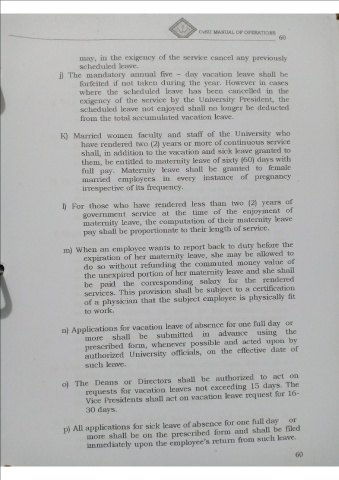 CvSU MANUAL OF OPERATIONS
60
may, in the exigency of the service cancel any previously
scheduled leave.
j) The mandatory annual five – day vacation leave shall be
forfeited if not taken during the year. However in cases
where the scheduled leave has been cancelled in the
exigency of the service by the University President, the
scheduled leave not enjoyed shall no longer be deducted
from the total accumulated vacation leave.
K) Married women faculty and staff of the University who
have rendered two (2) years or more of continuous service
shall, in addition to the vacation and sick leave granted to
them, be entitled to maternity leave of sixty (60) days with
full pay. Maternity leave shall be granted to female
married employees in every instance of pregnancy
irrespective of its frequency.
l) For those who have rendered less than two (2) years of
government service at the time of the enjoyment of
maternity leave, the computation of their maternity leave
pay shall be proportionate to their length of service.
m) When an employee wants to report back to duty before the
expiration of her maternity leave, she may be allowed to
do so without refunding the commuted money value of
the unexpired portion of her maternity leave and she shall
be paid the corresponding salary for the rendered
services. This provision shall be subject to a certification
of a physician that the subject employee is physically fit
to work.
n) Applications for vacation leave of absence for one full day or
more shall be submitted in advance using the
prescribed form, whenever possible and acted upon by
authorized University officials, on the effective date of
such leave.
o) The Deans or Directors shall be authorized to act on
requests for vacation leaves not exceeding 15 days. The
Vice Presidents shall act on vacation leave request for 16-
30 days.
p) All applications for sick leave of absence for one full day or
more shall be on the prescribed form and shall be filed
immediately upon the employee's return from such leave.
60